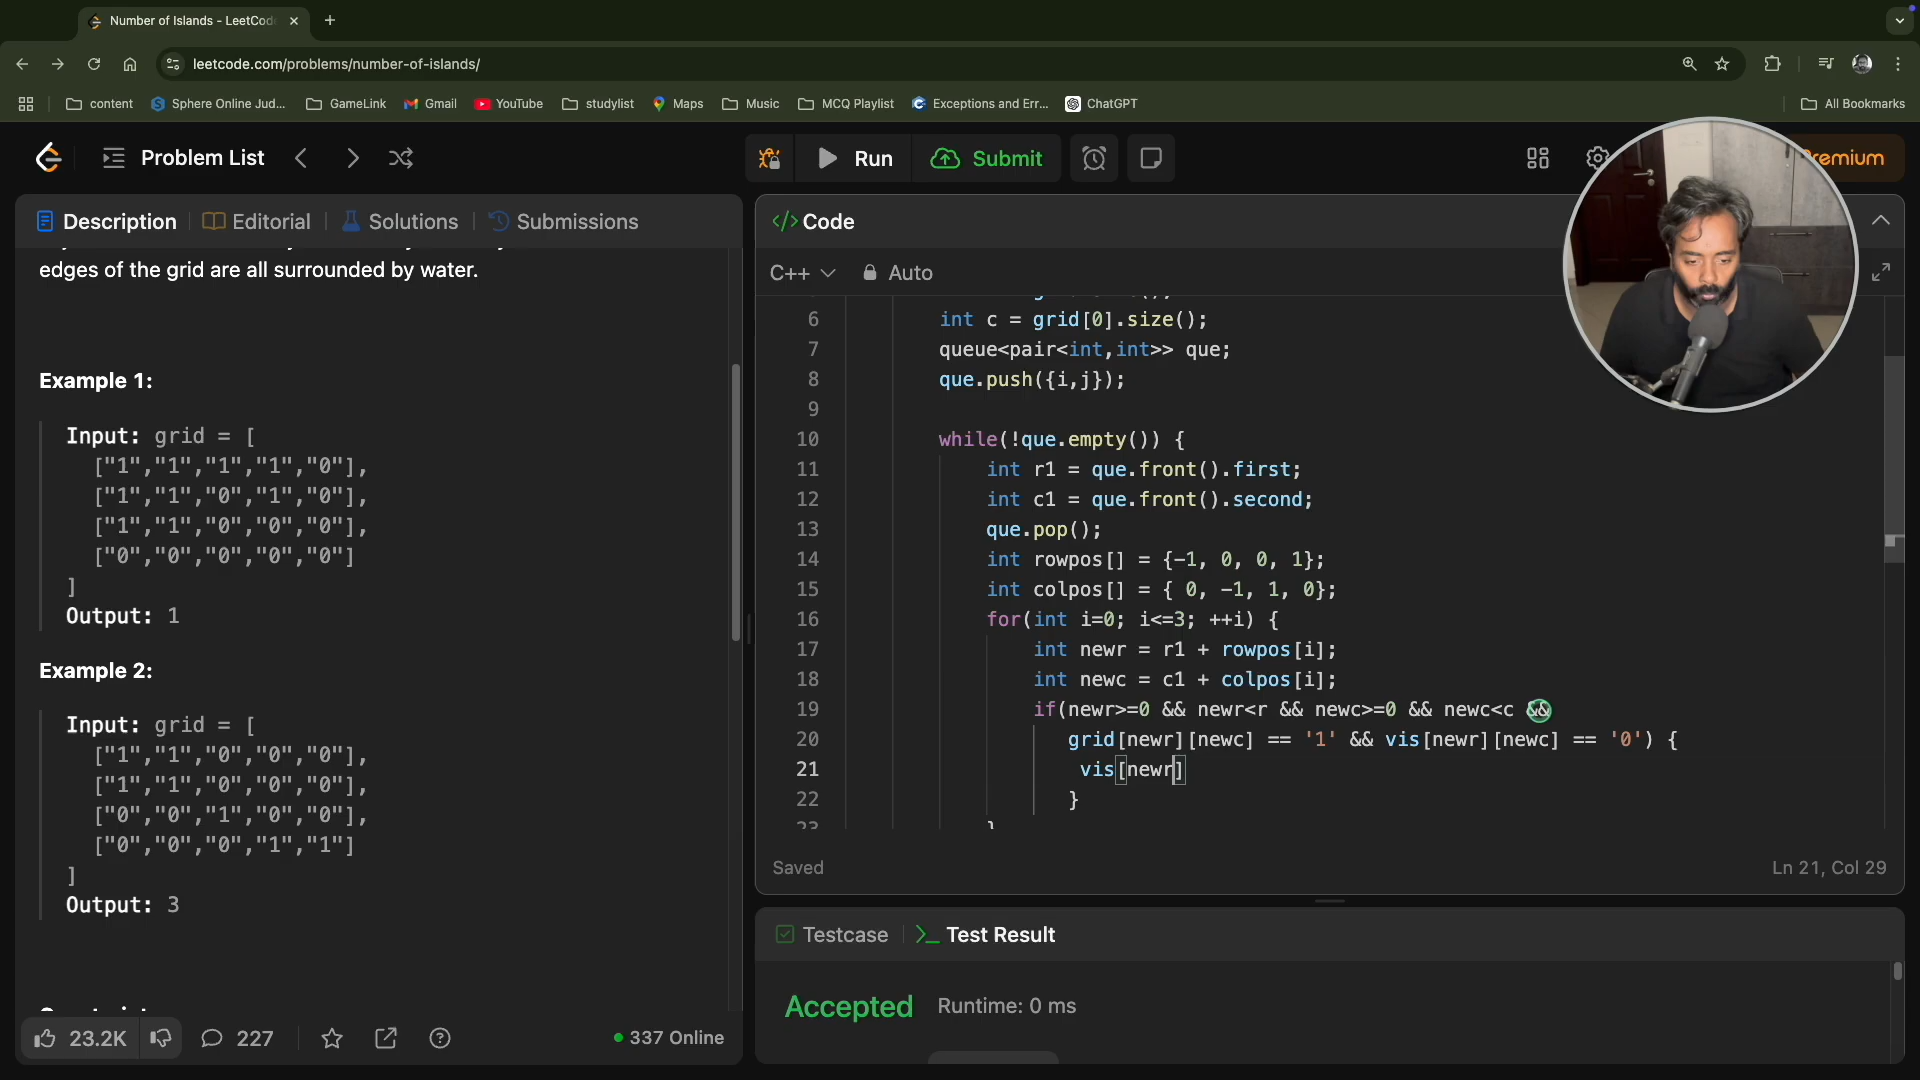 Number of Islands - LeetCod
leetcode.com/problems/number-of-islands/
content
Sphere Online Jud...
GameLink
Gmail
YouTube
studylist
Maps
Music
MCQ Playlist
Exceptions and Err...
ChatGPT
All Bookmarks
Problem List
Run
Submit
Premium
Description
Editorial
Solutions
Submissions
edges of the grid are all surrounded by water.
Example 1:
Input: grid = [
["1","1","1","1","0"],
["1","1","0","1","0"],
["1","1","0","0","0"],
["0","0","0","0","0"]
]
Output: 1
Example 2:
Input: grid = [
["1","1","0","0","0"],
["1","1","0","0","0"],
["0","0","1","0","0"],
["0","0","0","1","1"]
]
Output: 3
23.2K
227
337 Online
Code
C++
Auto
6 int c = grid[0].size();
7 queue<pair<int,int>> que;
8 que.push({i,j});
9
10 while(!que.empty()) {
11 int r1 = que.front().first;
12 int c1 = que.front().second;
13 que.pop();
14 int rowpos[] = {-1, 0, 0, 1};
15 int colpos[] = { 0, -1, 1, 0};
16 for(int i=0; i<=3; ++i) {
17 int newr = r1 + rowpos[i];
18 int newc = c1 + colpos[i];
19 if(newr>=0 && newr<r && newc>=0 && newc<c &&
20 grid[newr][newc] == '1' && vis[newr][newc] == '0') {
21 vis[newr]
22 }
23 }
Saved
Ln 21, Col 29
Testcase
Test Result
Accepted
Runtime: 0 ms